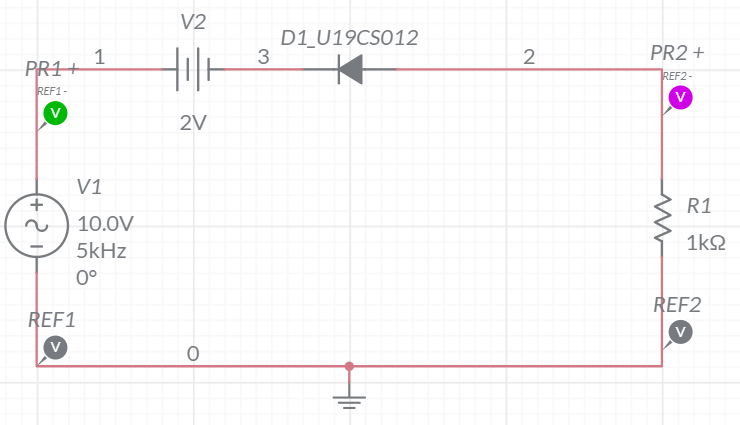 V2
D1_U19CS012
1
3
2
PR1 +
REF1 -
V
PR2 +
REF2 -
V
2V
V1
10.0V
5kHz
0°
R1
1kΩ
REF1
V
REF2
V
0